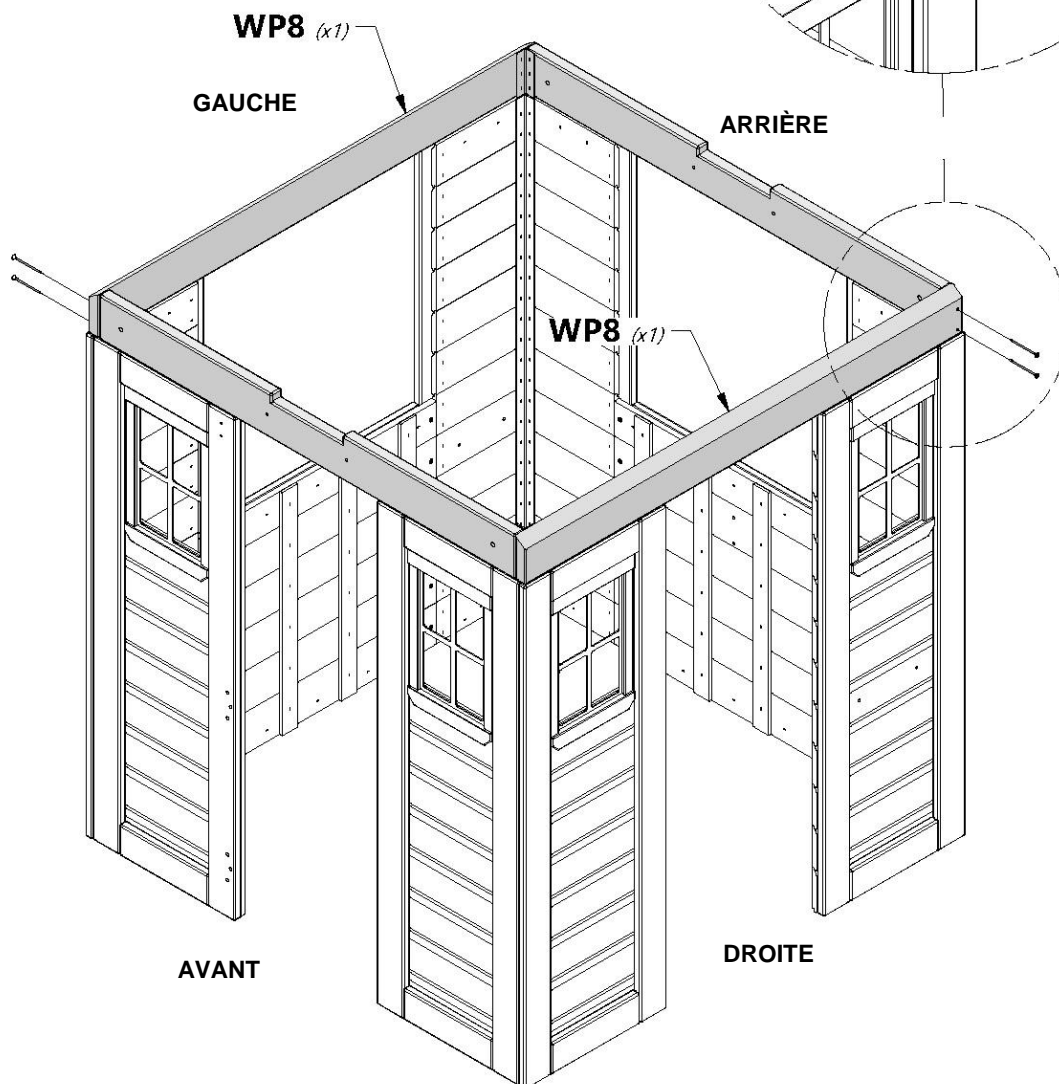 WP8 (x1)
GAUCHE
ARRIÈRE
WP8 (x1)
AVANT
DROITE